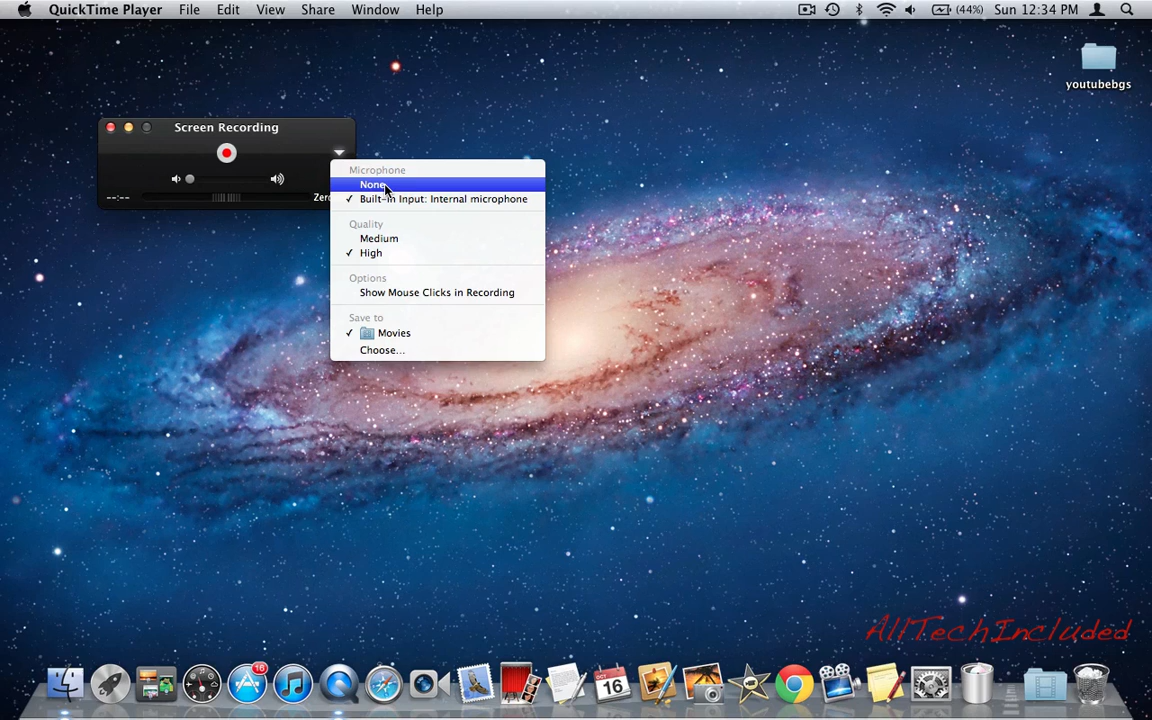 QuickTime Player File Edit View Share Window Help (44%) Sun 12:34 PM
youtubebgs
Screen Recording
--:--
Microphone
None
✓ Built-in Input: Internal microphone
Quality
Medium
✓ High
Options
Show Mouse Clicks in Recording
Save to
✓ Movies
Choose...
AllTechIncluded
16
16